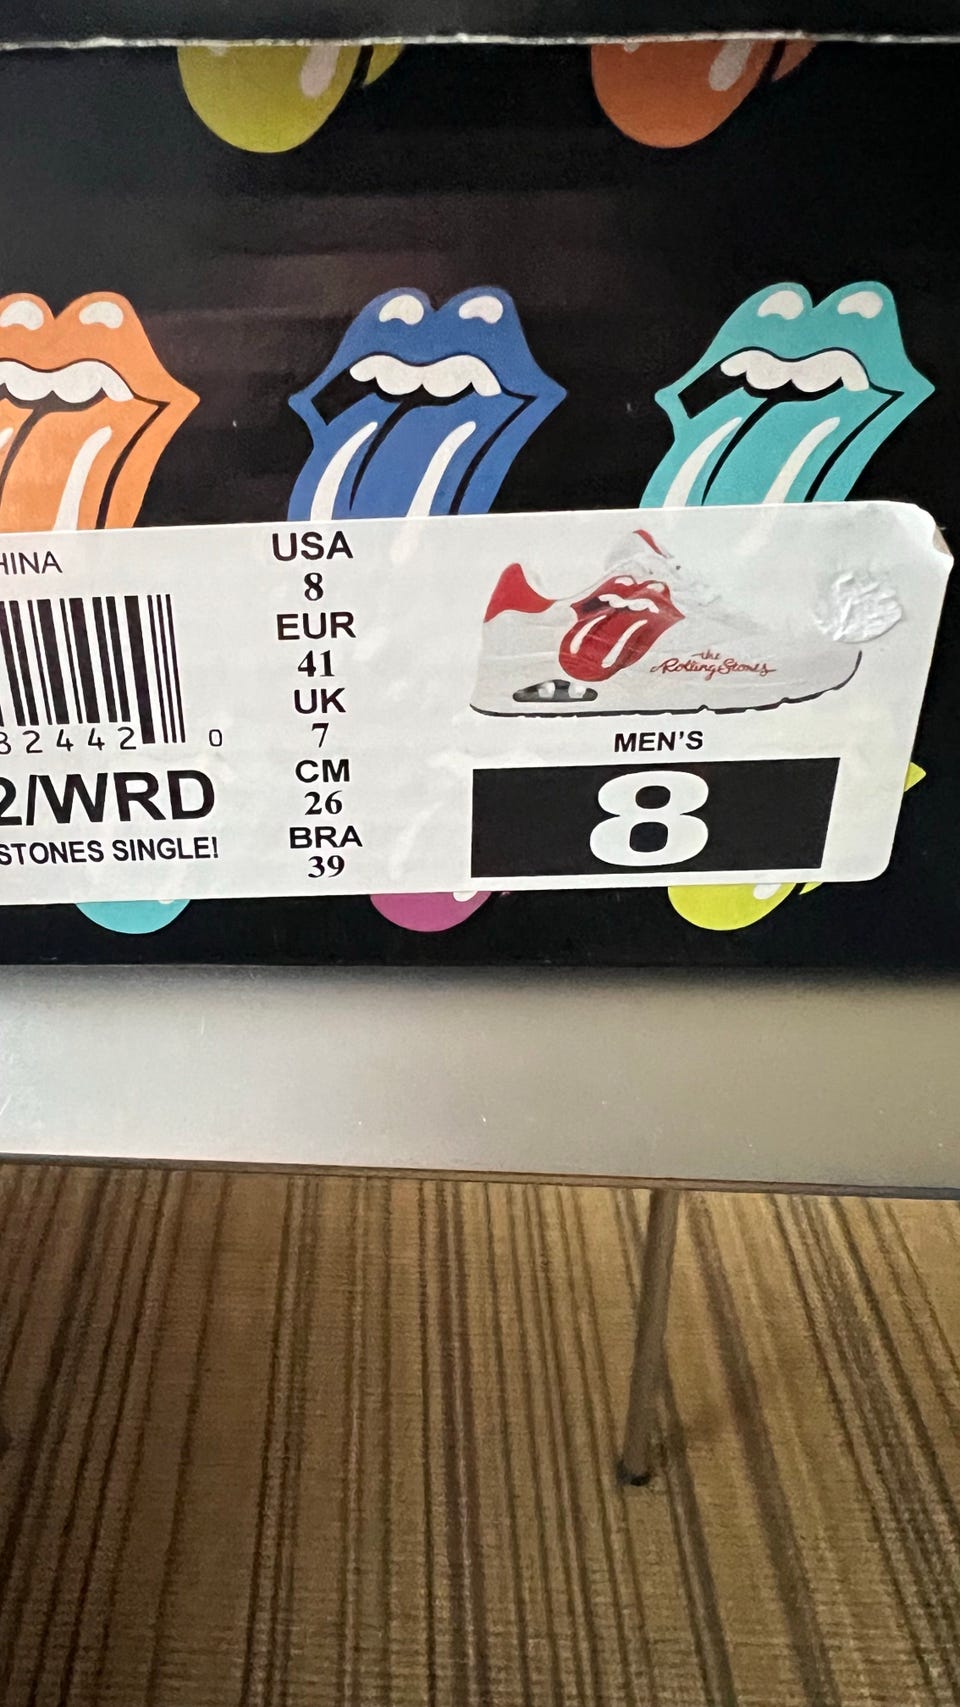 HINA
82442 0
2/WRD
STONES SINGLE!
USA
8
EUR
41
UK
7
CM
26
BRA
39
the
Rolling Stones
MEN'S
8